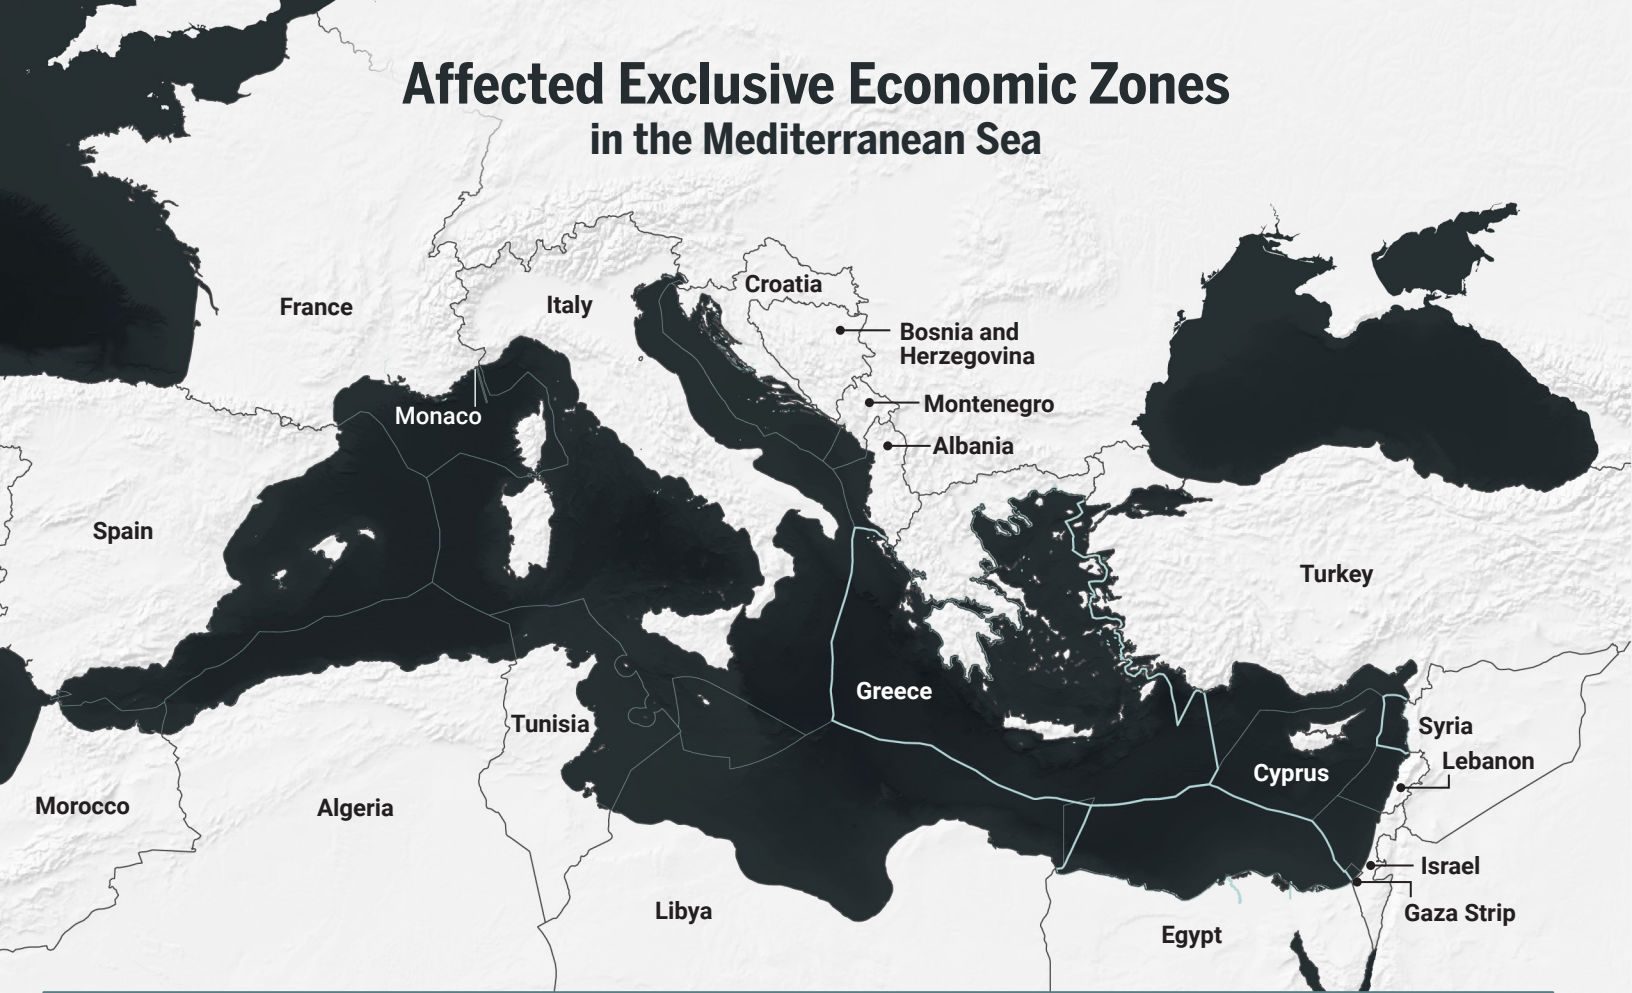 Affected Exclusive Economic Zones
in the Mediterranean Sea
Croatia
France
Italy
Bosnia and
Herzegovina
Monaco
Montenegro
Albania
Spain
Turkey
Greece
Tunisia
Syria
Lebanon
Cyprus
Morocco
Algeria
Israel
Libya
Gaza Strip
Egypt